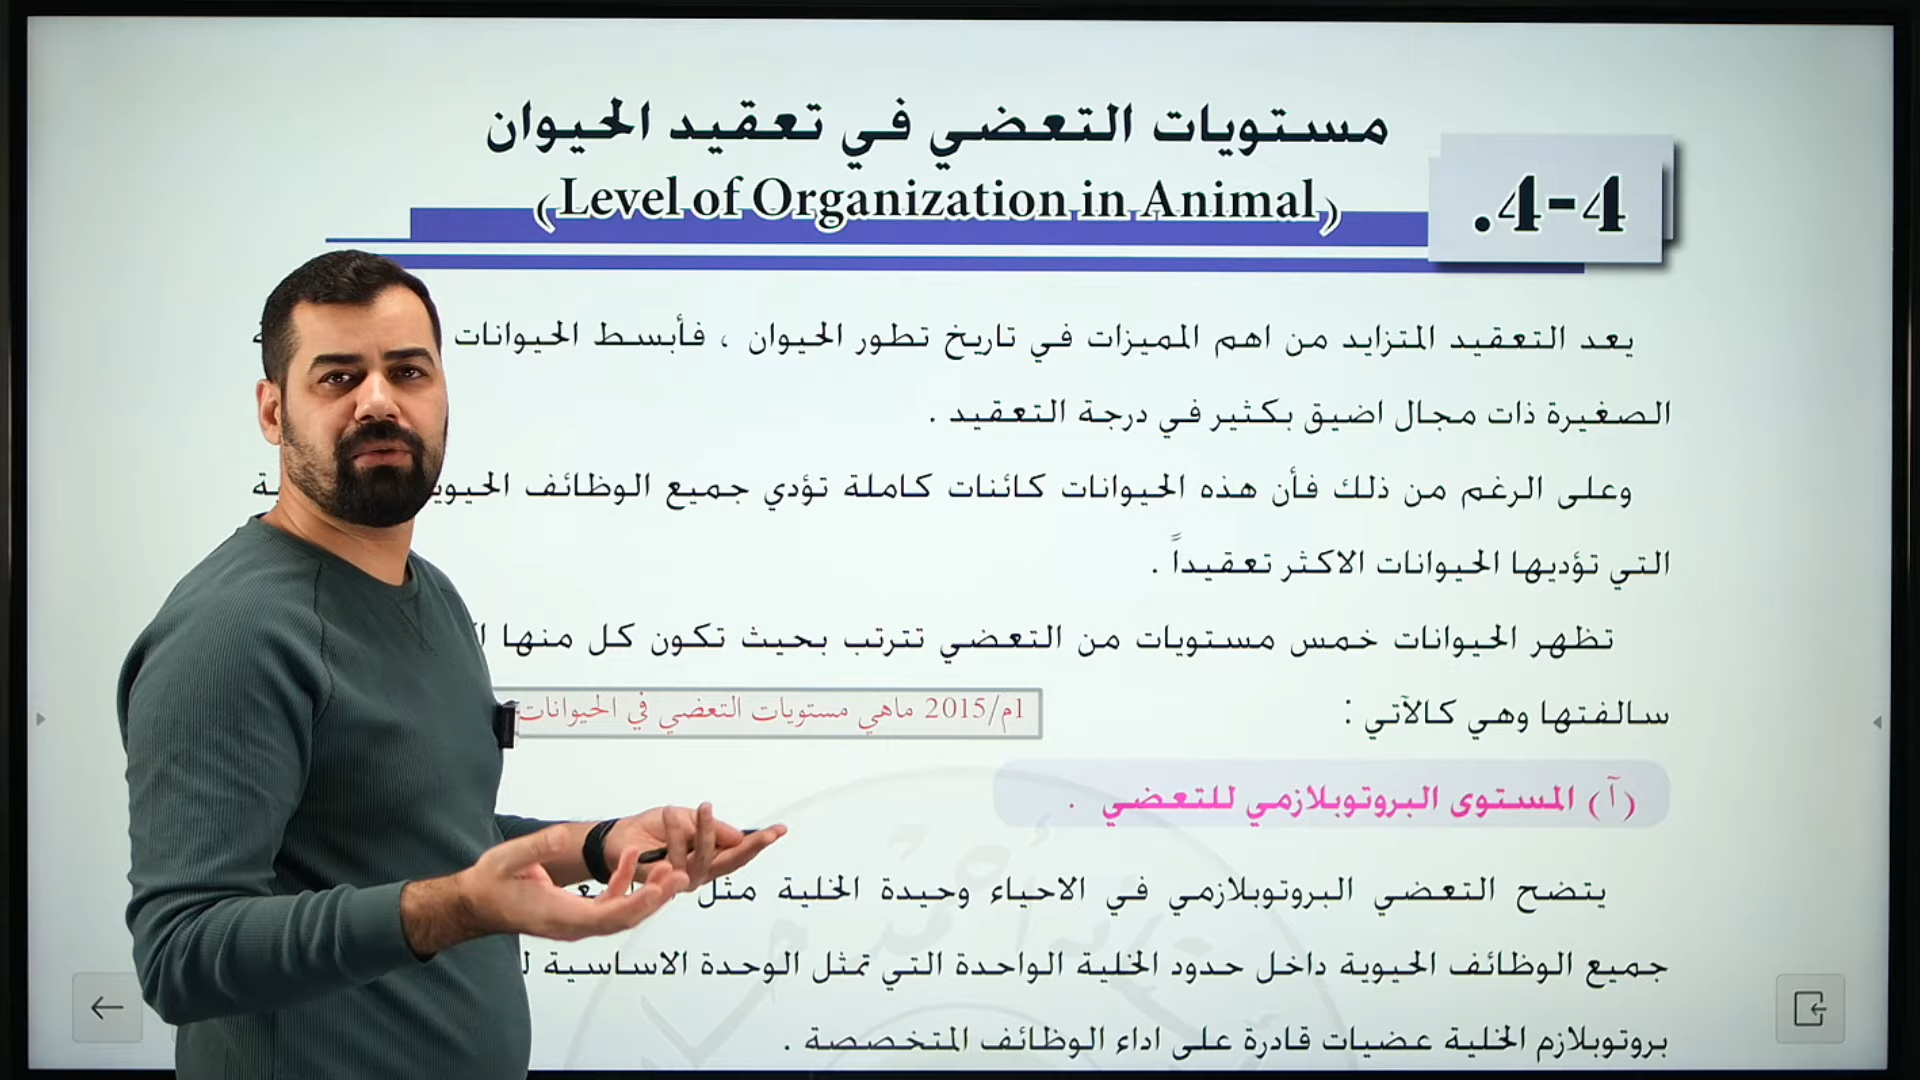 مستويات التعضي في تعقيد الحيوان
4-4.
(Level of Organization in Animal)
يعد التعقيد المتزايد من اهم الميزات في تاريخ تطور الحيوان ، فأبسط الحيوانات
الصغيرة ذات مجال اضيق بكثير في درجة التعقيد .
وعلى الرغم من ذلك فأن هذه الحيوانات كائنات كاملة تؤدي جميع الوظائف
التي تؤديها الحيوانات الاكثر تعقيداً .
تظهر الحيوانات خمس مستويات من التعضي تترتب بحيث تكون كل منها
سالفتها وهي كالآتي :
2015/1م ماهي مستويات التعضي في الحيوانات
(آ) المستوى البروتوبلازمي للتعضي .
يتضح التعضي البروتوبلازمي في الاحياء وحيدة الخلية مثل
جميع الوظائف الحيوية داخل حدود الخلية الواحدة التي تمثل الوحدة الاساسية
بروتوبلازم الخلية عضيات قادرة على اداء الوظائف المتخصصة .